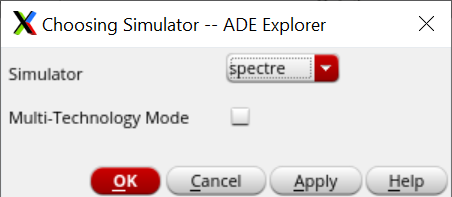 Choosing Simulator -- ADE Explorer
Simulator
spectre
Multi-Technology Mode
OK Cancel Apply Help